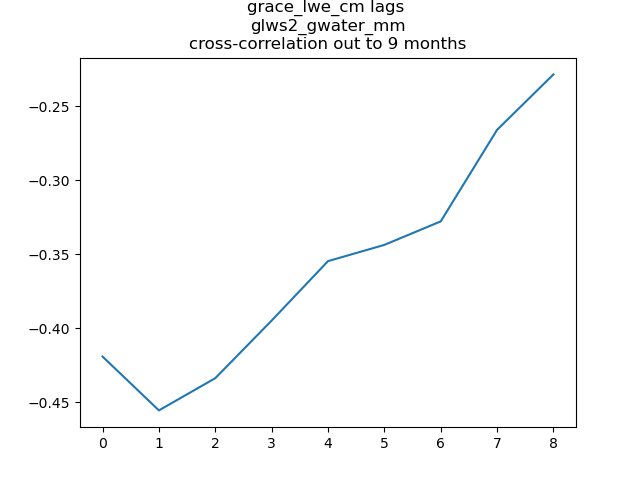 grace_lwe_cm lags
glws2_gwater_mm
cross-correlation out to 9 months
−0.25
−0.30
−0.35
−0.40
−0.45
0 1 2 3 4 5 6 7 8